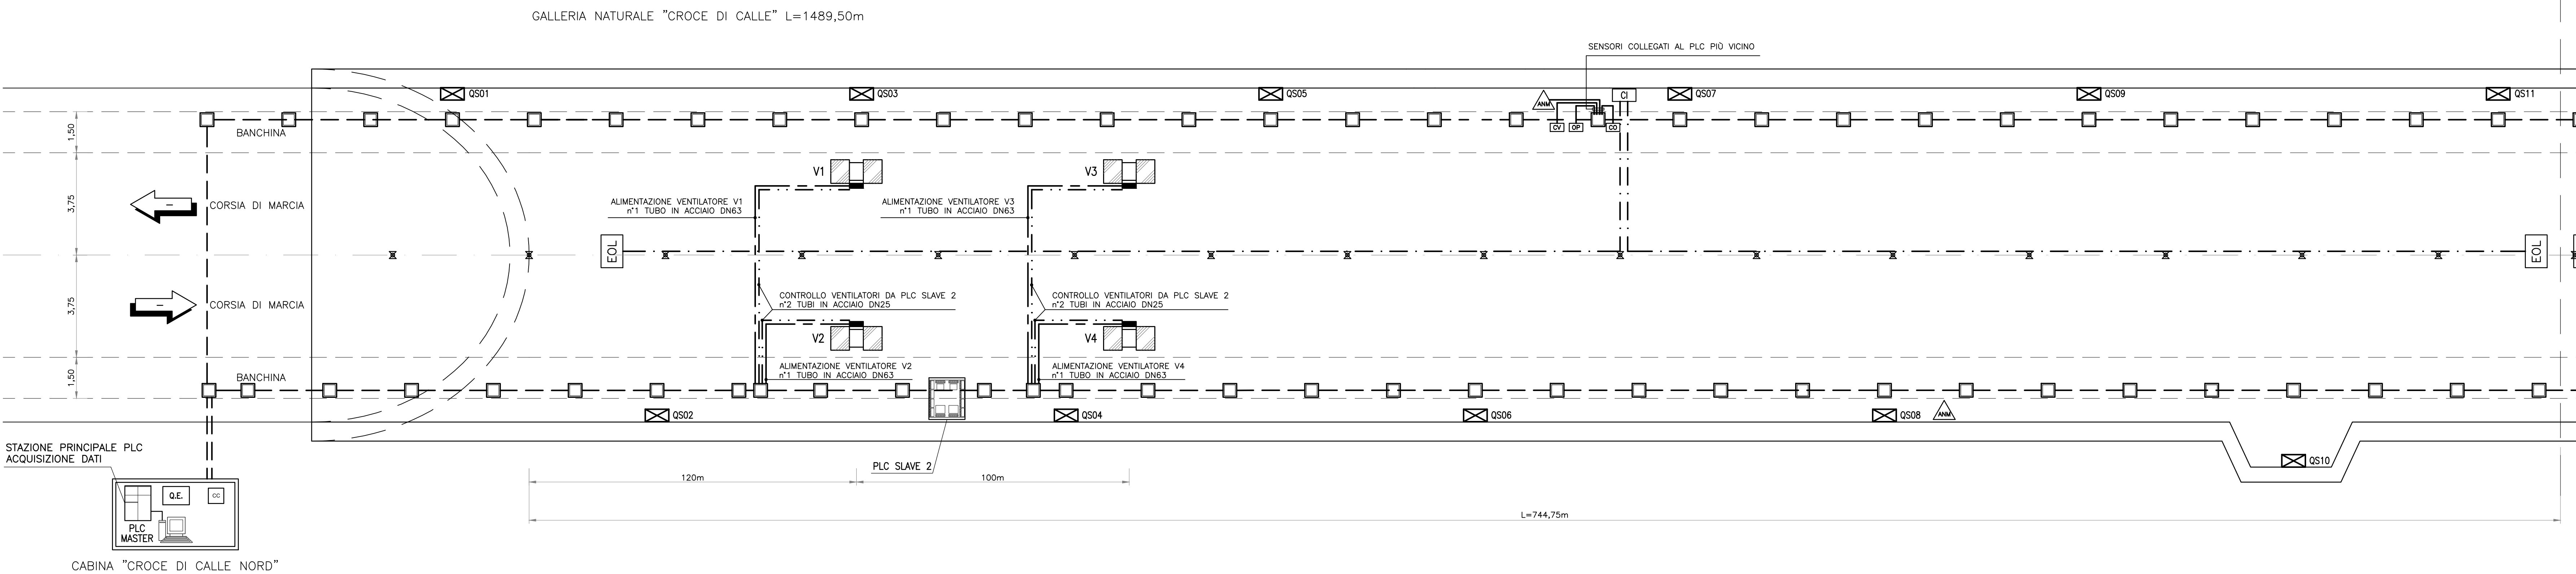 GALLERIA NATURALE "CROCE DI CALLE" L=1489,50m
SENSORI COLLEGATI AL PLC PIÙ VICINO
QS01
QS03
QS05
ANM
CI
QS07
QS09
QS11
CV
OP
CO
1,50
BANCHINA
V1
V3
3,75
CORSIA DI MARCIA
ALIMENTAZIONE VENTILATORE V1
n°1 TUBO IN ACCIAIO DN63
ALIMENTAZIONE VENTILATORE V3
n°1 TUBO IN ACCIAIO DN63
EOL
EOL
3,75
CORSIA DI MARCIA
CONTROLLO VENTILATORI DA PLC SLAVE 2
n°2 TUBI IN ACCIAIO DN25
CONTROLLO VENTILATORI DA PLC SLAVE 2
n°2 TUBI IN ACCIAIO DN25
V2
V4
1,50
BANCHINA
ALIMENTAZIONE VENTILATORE V2
n°1 TUBO IN ACCIAIO DN63
ALIMENTAZIONE VENTILATORE V4
n°1 TUBO IN ACCIAIO DN63
QS02
QS04
QS06
QS08
ANM
QS10
STAZIONE PRINCIPALE PLC
ACQUISIZIONE DATI
PLC SLAVE 2
120m
100m
L=744,75m
Q.E.
CC
PLC
MASTER
CABINA "CROCE DI CALLE NORD"